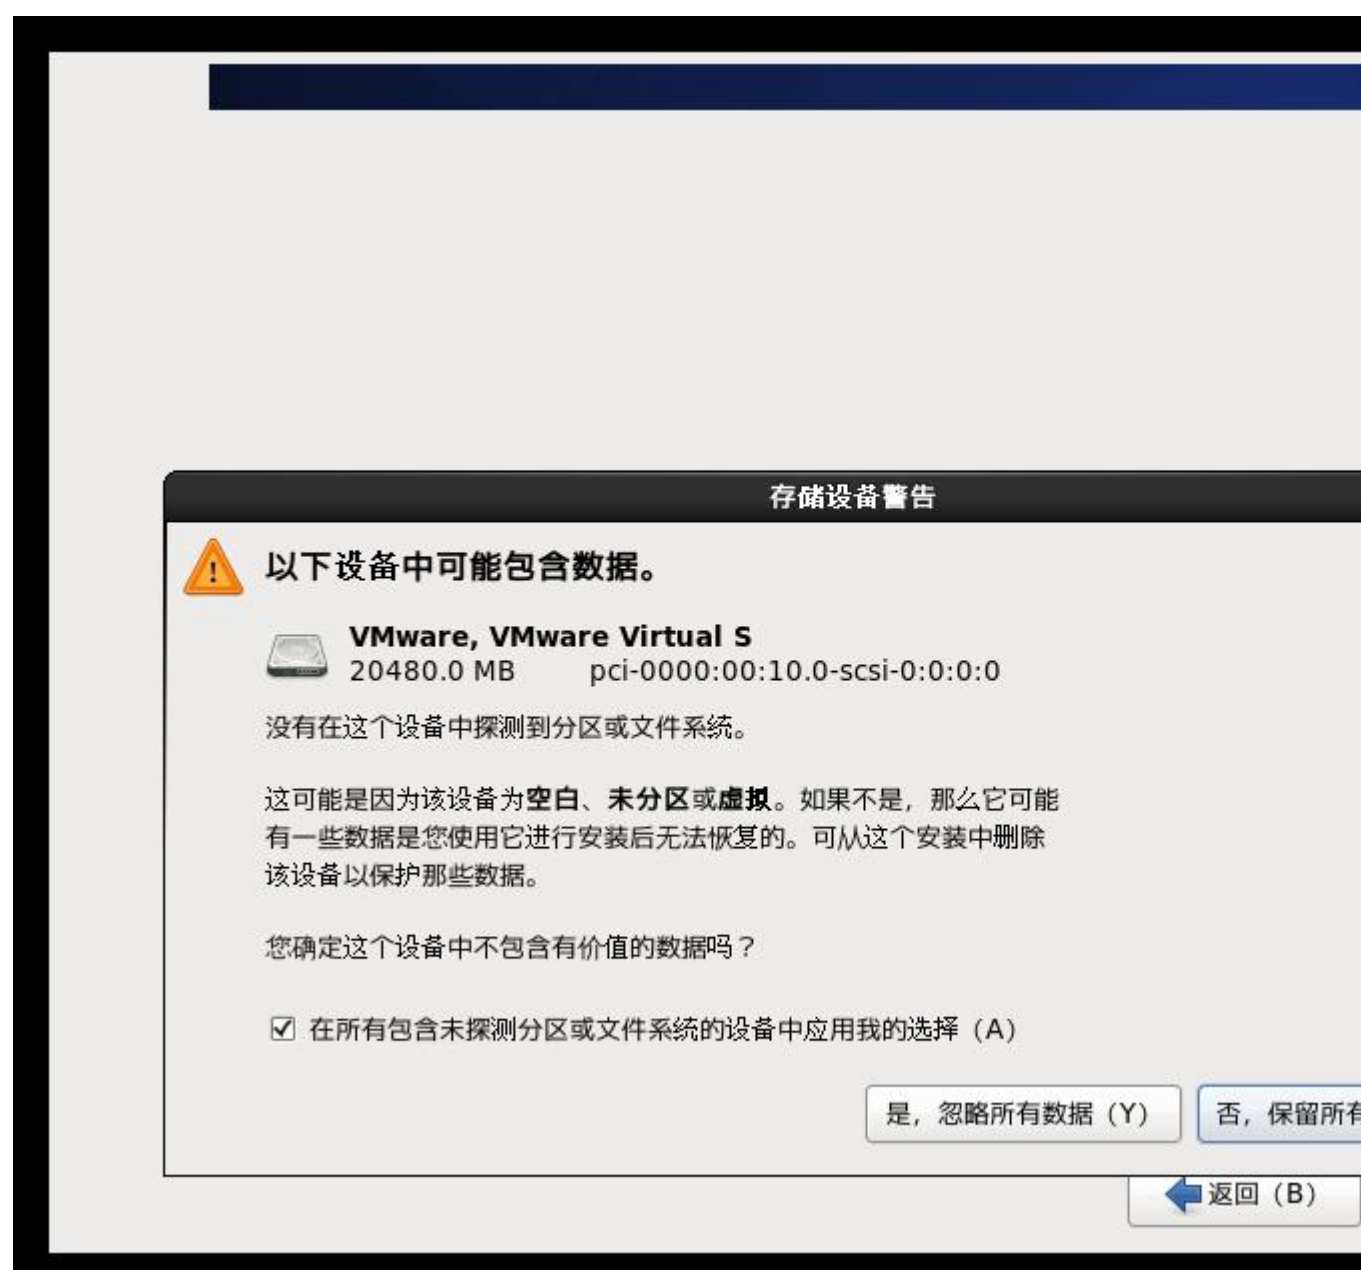 存储设备警告
以下设备中可能包含数据。
VMware, VMware Virtual S
20480.0 MB pci-0000:00:10.0-scsi-0:0:0:0
没有在这个设备中探测到分区或文件系统。
这可能是因为该设备为空白、未分区或虚拟。如果不是，那么它可能
有一些数据是您使用它进行安装后无法恢复的。可从这个安装中删除
该设备以保护那些数据。
您确定这个设备中不包含有价值的数据吗？
在所有包含未探测分区或文件系统的设备中应用我的选择（A）
是，忽略所有数据（Y） 否，保留所有
返回（B）